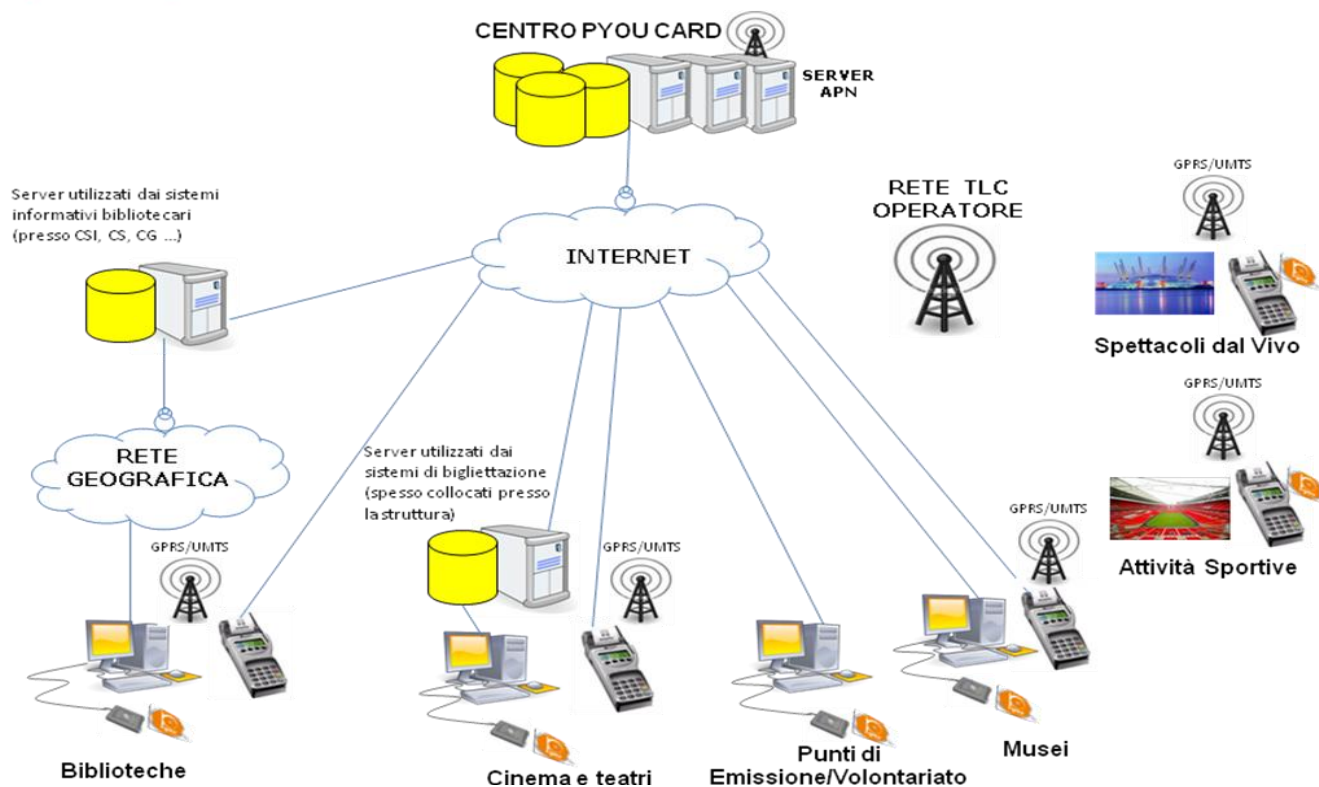 CENTRO PYOU CARD
SERVER
APN
Server utilizzati dai sistemi
informativi bibliotecari
(presso CSI, CS, CG ...)
INTERNET
RETE TLC
OPERATORE
GPRS/UMTS
Spettacoli dal Vivo
GPRS/UMTS
Attività Sportive
RETE
GEOGRAFICA
Server utilizzati dai
sistemi di bigliettazione
(spesso collocati presso
la struttura)
GPRS/UMTS
GPRS/UMTS
GPRS/UMTS
Biblioteche
Cinema e teatri
Punti di
Emissione/Volontariato
Musei